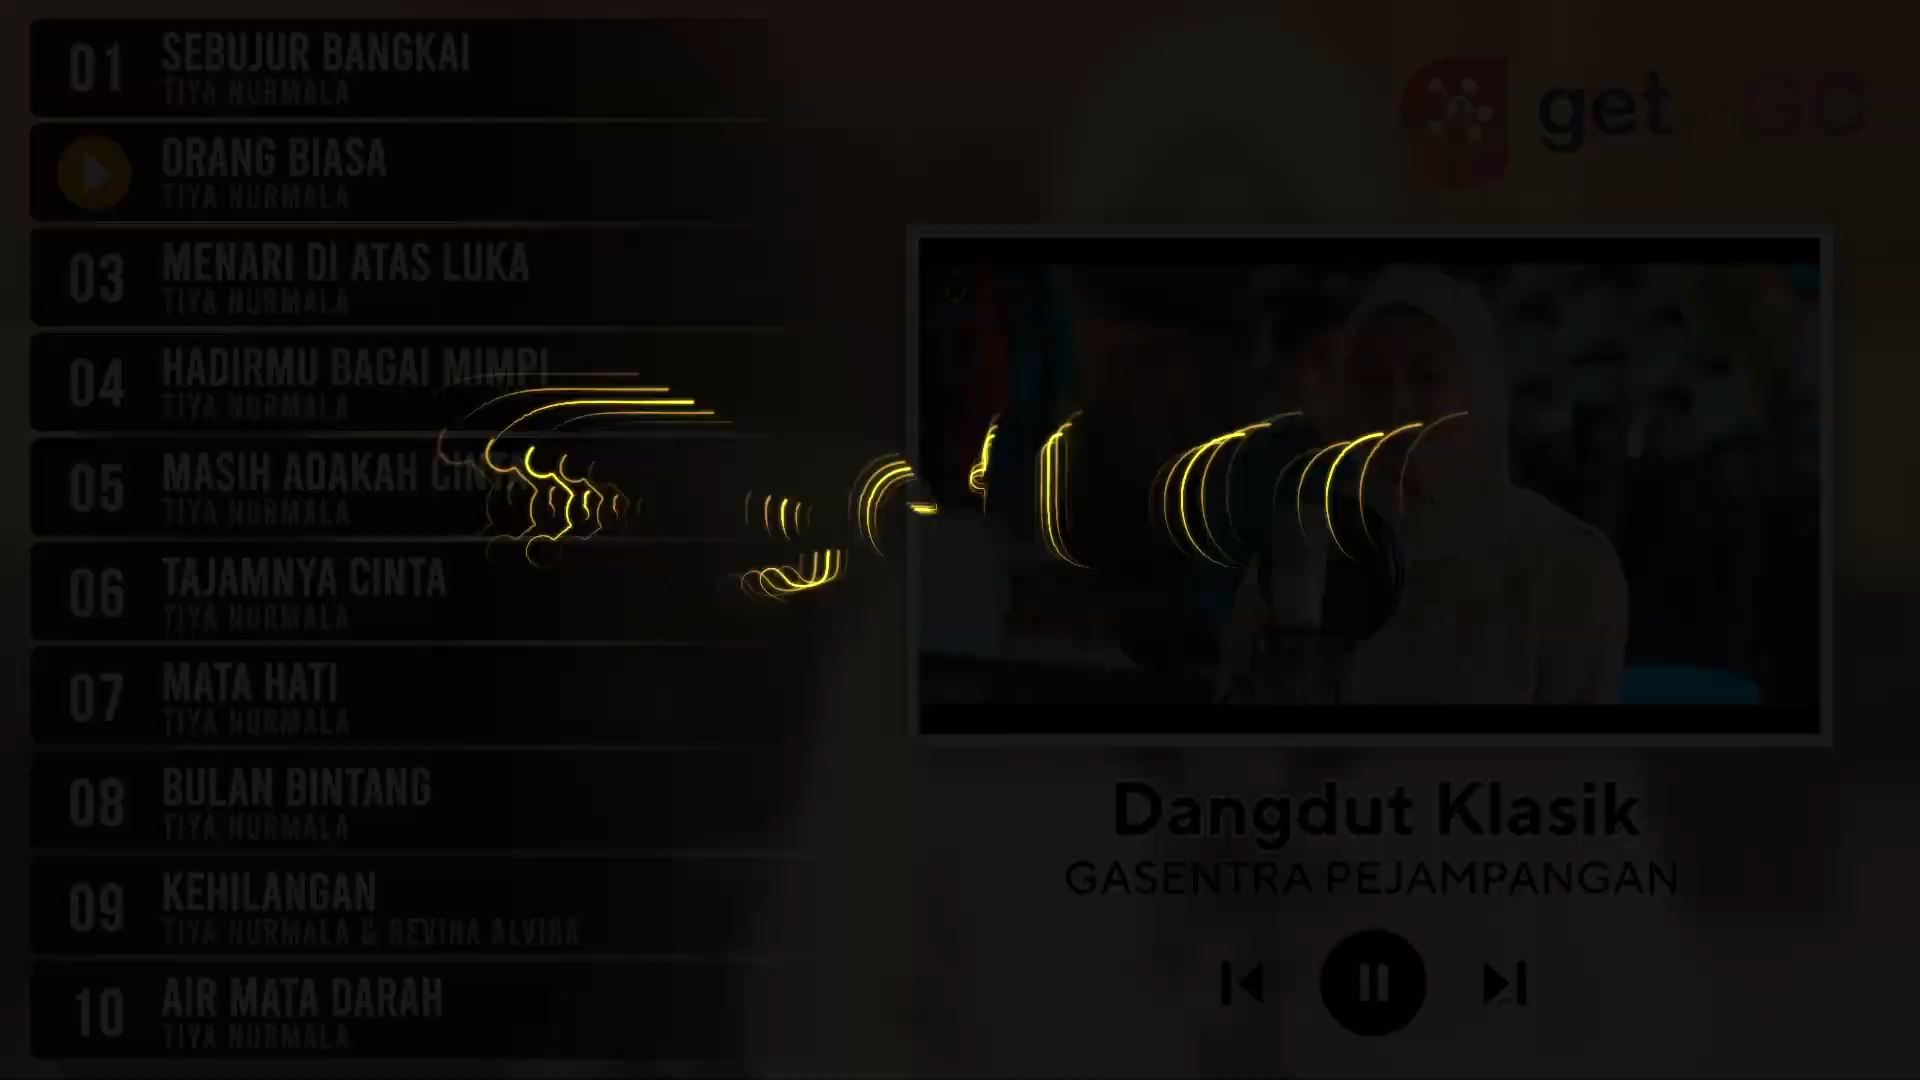 01
SEBUJUR BANGKAI
TIYA NURMALA
ORANG BIASA
TIYA NURMALA
03
MENARI DI ATAS LUKA
TIYA NURMALA
04
HADIRMU BAGAI MIMPI
TIYA NURMALA
05
MASIH ADAKAH CINTA
TIYA NURMALA
06
TAJAMNYA CINTA
TIYA NURMALA
07
MATA HATI
TIYA NURMALA
08
BULAN BINTANG
TIYA NURMALA
09
KEHILANGAN
TIYA NURMALA & REVINA ALVIRA
10
AIR MATA DARAH
TIYA NURMALA
get
Dangdut Klasik
GASENTRA PEJAMPANGAN